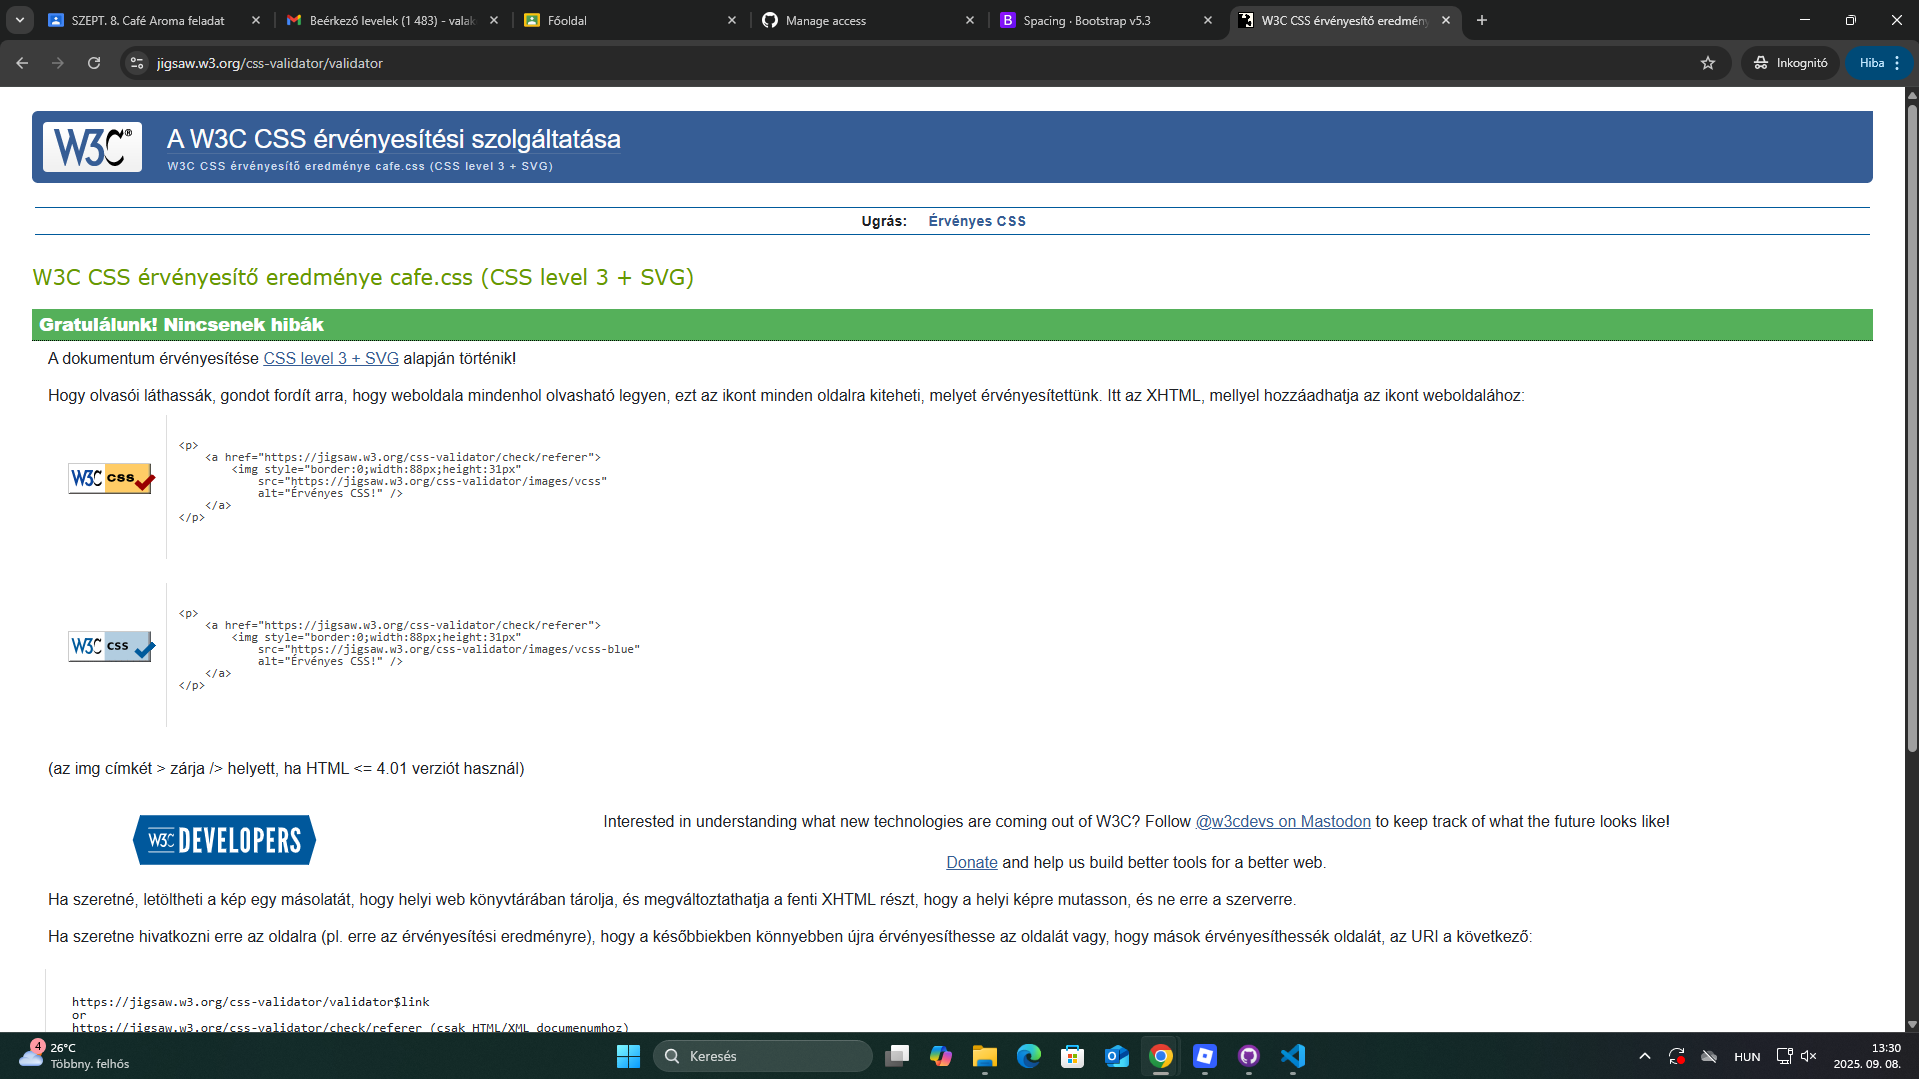 SZEPT. 8. Café Aroma feladat
Beérkező levelek (1 483) - valak
Főoldal
Manage access
Spacing · Bootstrap v5.3
W3C CSS érvényesítő eredmény
jigsaw.w3.org/css-validator/validator
Inkognitó
Hiba
W3C®
A W3C CSS érvényesítési szolgáltatása
W3C CSS érvényesítő eredménye cafe.css (CSS level 3 + SVG)
Ugrás: Érvényes CSS
W3C CSS érvényesítő eredménye cafe.css (CSS level 3 + SVG)
Gratulálunk! Nincsenek hibák
A dokumentum érvényesítése CSS level 3 + SVG alapján történik!
Hogy olvasói láthassák, gondot fordít arra, hogy weboldala mindenhol olvasható legyen, ezt az ikont minden oldalra kiteheti, melyet érvényesítettünk. Itt az XHTML, mellyel hozzáadhatja az ikont weboldalához:
W3C CSS
<p>
<a href="https://jigsaw.w3.org/css-validator/check/referer">
<img style="border:0;width:88px;height:31px"
src="https://jigsaw.w3.org/css-validator/images/vcss"
alt="Érvényes CSS!" />
</a>
</p>
W3C CSS
<p>
<a href="https://jigsaw.w3.org/css-validator/check/referer">
<img style="border:0;width:88px;height:31px"
src="https://jigsaw.w3.org/css-validator/images/vcss-blue"
alt="Érvényes CSS!" />
</a>
</p>
(az img címkét > zárja /> helyett, ha HTML <= 4.01 verziót használ)
W3C DEVELOPERS
Interested in understanding what new technologies are coming out of W3C? Follow @w3cdevs on Mastodon to keep track of what the future looks like!
Donate and help us build better tools for a better web.
Ha szeretné, letöltheti a kép egy másolatát, hogy helyi web könyvtárában tárolja, és megváltoztathatja a fenti XHTML részt, hogy a helyi képre mutasson, és ne erre a szerverre.
Ha szeretne hivatkozni erre az oldalra (pl. erre az érvényesítési eredményre), hogy a későbbiekben könnyebben újra érvényesíthesse az oldalát vagy, hogy mások érvényesíthessék oldalát, az URI a következő:
https://jigsaw.w3.org/css-validator/validator$link
or
https://jigsaw.w3.org/css-validator/check/referer (csak HTML/XML documenumhoz)
4
26°C
Többny. felhős
Keresés
HUN
13:30
2025. 09. 08.